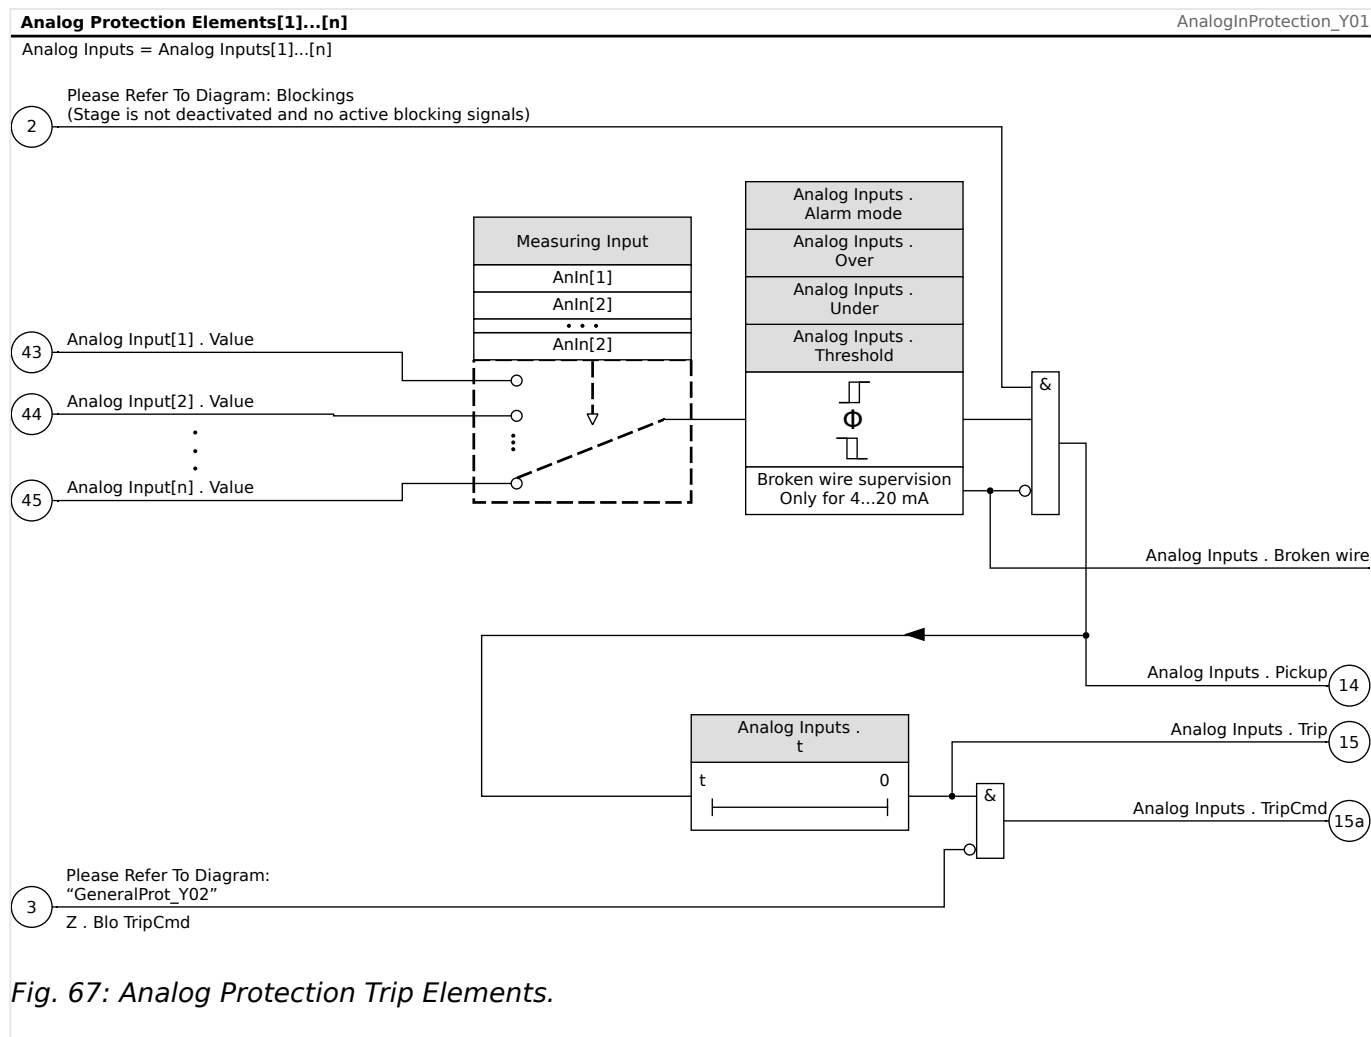 Analog Protection Elements[1]...[n]
AnalogInProtection_Y01
Analog Inputs = Analog Inputs[1]...[n]
Please Refer To Diagram: Blockings
(Stage is not deactivated and no active blocking signals)
2
Analog Inputs .
Alarm mode
Measuring Input
Analog Inputs .
Over
AnIn[1]
Analog Inputs .
Under
AnIn[2]
• • •
AnIn[2]
Analog Inputs .
Threshold
43
Analog Input[1] . Value
44
Analog Input[2] . Value
45
Analog Input[n] . Value
&
Φ
Broken wire supervision
Only for 4...20 mA
Analog Inputs . Broken wire
Analog Inputs . Pickup
14
Analog Inputs .
t
Analog Inputs . Trip
15
t
0
&
Analog Inputs . TripCmd
15a
Please Refer To Diagram:
“GeneralProt_Y02”
3
Z . Blo TripCmd
Fig. 67: Analog Protection Trip Elements.